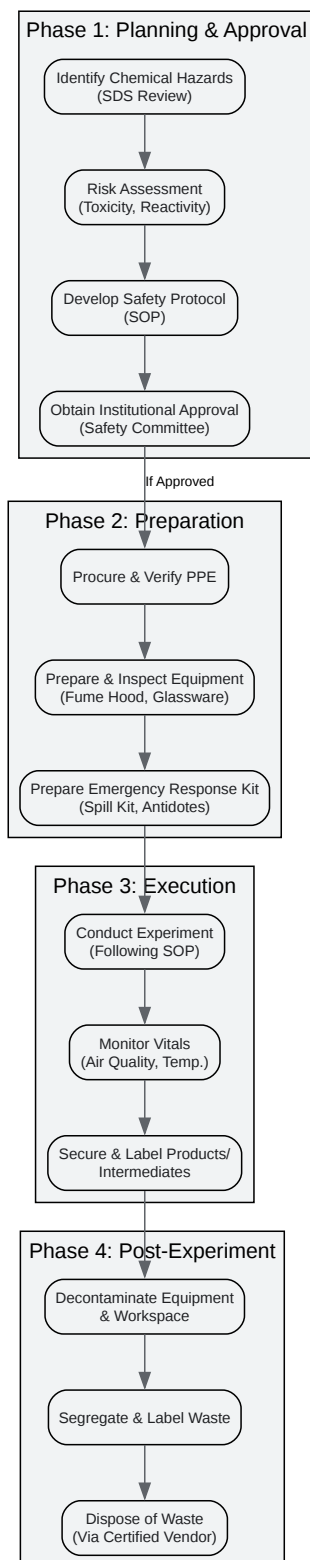 Phase 1: Planning & Approval
Identify Chemical Hazards
(SDS Review)
Risk Assessment
(Toxicity, Reactivity)
Develop Safety Protocol
(SOP)
Obtain Institutional Approval
(Safety Committee)
If Approved
Phase 2: Preparation
Procure & Verify PPE
Prepare & Inspect Equipment
(Fume Hood, Glassware)
Prepare Emergency Response Kit
(Spill Kit, Antidotes)
Phase 3: Execution
Conduct Experiment
(Following SOP)
Monitor Vitals
(Air Quality, Temp.)
Secure & Label Products/
Intermediates
Phase 4: Post-Experiment
Decontaminate Equipment
& Workspace
Segregate & Label Waste
Dispose of Waste
(Via Certified Vendor)